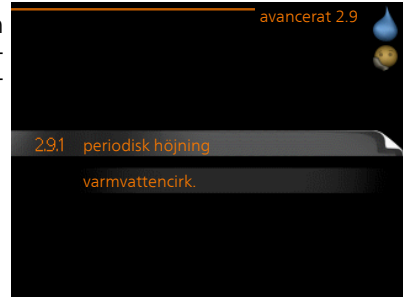 avancerat 2.9
2.9.1 periodisk höjning
varmvattencirk.